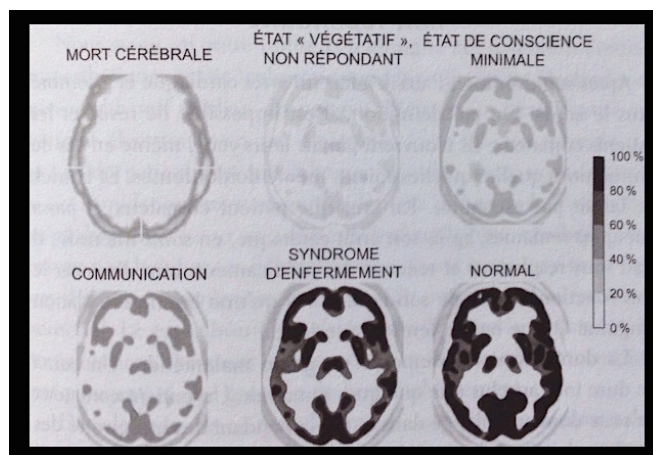 MORT CÉRÉBRALE
ÉTAT « VÉGÉTATIF »,
NON RÉPONDANT
ÉTAT DE CONSCIENCE
MINIMALE
100 %
80 %
60 %
40 %
20 %
0 %
COMMUNICATION
SYNDROME
D'ENFERMEMENT
NORMAL